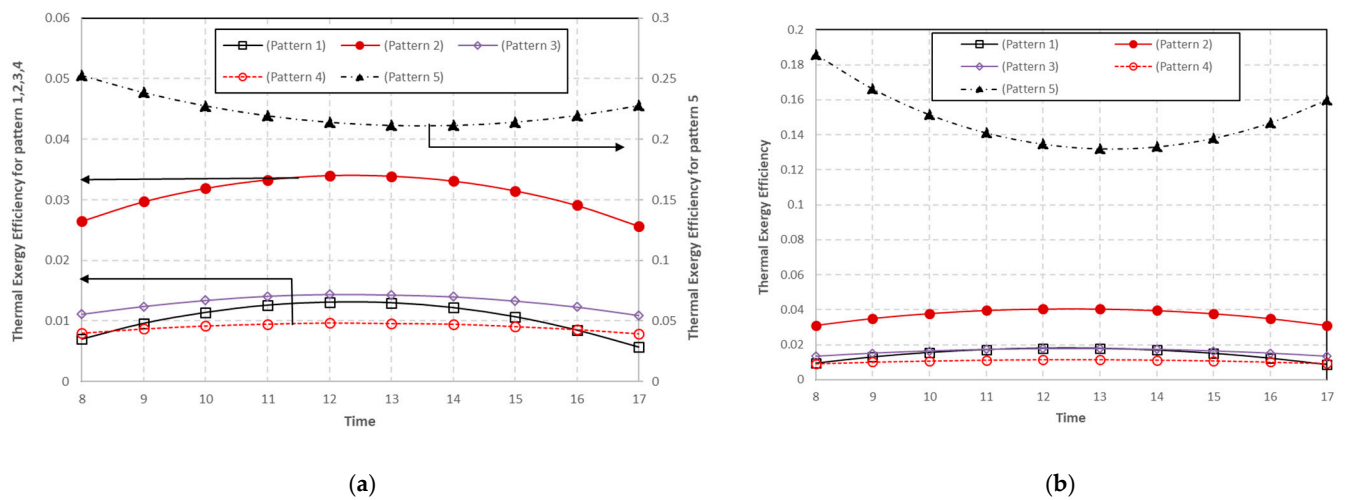 0.06
0.05
0.04
0.03
0.02
0.01
0
Thermal Exergy Efficiency for pattern 1,2,3,4
(Pattern 1)
(Pattern 2)
(Pattern 3)
(Pattern 4)
(Pattern 5)
0.3
0.25
0.2
0.15
0.1
0.05
0
Thermal Exergy Efficiency for pattern 5
8 9 10 11 12 13 14 15 16 17
Time
(a)
0.2
0.18
0.16
0.14
0.12
0.1
0.08
0.06
0.04
0.02
0
Thermal Exergy Efficiency
(Pattern 1)
(Pattern 2)
(Pattern 3)
(Pattern 4)
(Pattern 5)
8 9 10 11 12 13 14 15 16 17
Time
(b)